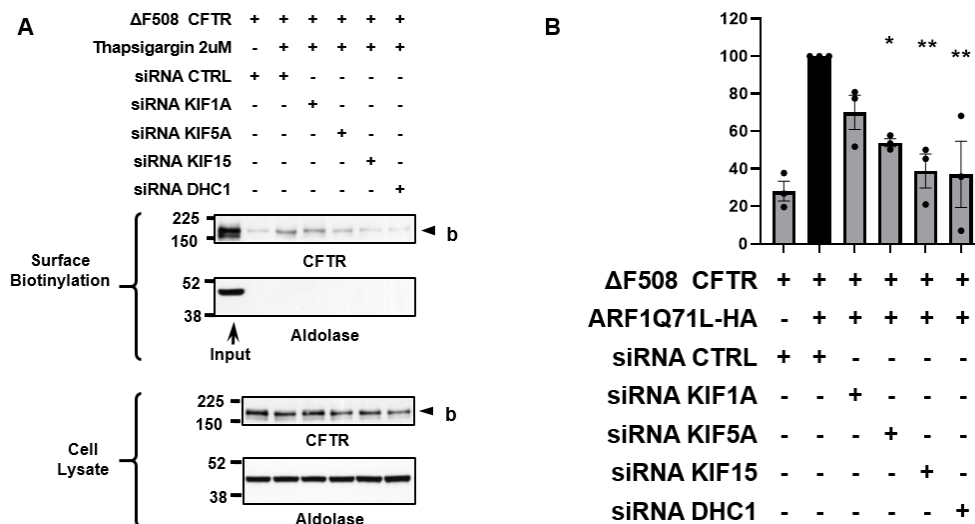 A
ΔF508 CFTR + + + + + +
Thapsigargin 2uM - + + + + +
siRNA CTRL + + - - - -
siRNA KIF1A - - + - - -
siRNA KIF5A - - - + - -
siRNA KIF15 - - - - + -
siRNA DHC1 - - - - - +
Surface
Biotinylation
225
150
b
CFTR
52
38
Aldolase
Input
Cell
Lysate
225
150
b
CFTR
52
38
Aldolase
B
120
100
80
60
40
20
0
* ** **
ΔF508 CFTR + + + + + +
ARF1Q71L-HA - + + + + +
siRNA CTRL + + - - - -
siRNA KIF1A - - + - - -
siRNA KIF5A - - - + - -
siRNA KIF15 - - - - + -
siRNA DHC1 - - - - - +